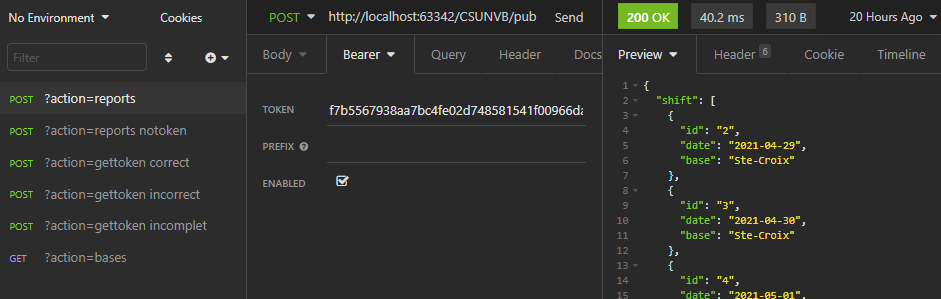 No Environment
Cookies
Filter
POST ?action=reports
POST ?action=reports notoken
POST ?action=gettoken correct
POST ?action=gettoken incorrect
POST ?action=gettoken incomplet
GET ?action=bases
POST http://localhost:63342/CSUNVB/pub Send
Body Bearer Query Header Docs
TOKEN f7b5567938aa7bc4fe02d748581541f00966da
PREFIX
ENABLED
200 OK 40.2 ms 310 B 20 Hours Ago
Preview Header 6 Cookie Timeline
1 {
2 "shift": [
3 {
4 "id": "2",
5 "date": "2021-04-29",
6 "base": "Ste-Croix"
7 },
8 {
9 "id": "3",
10 "date": "2021-04-30",
11 "base": "Ste-Croix"
12 },
13 {
14 "id": "4",
15 "date": "2021-05-01",